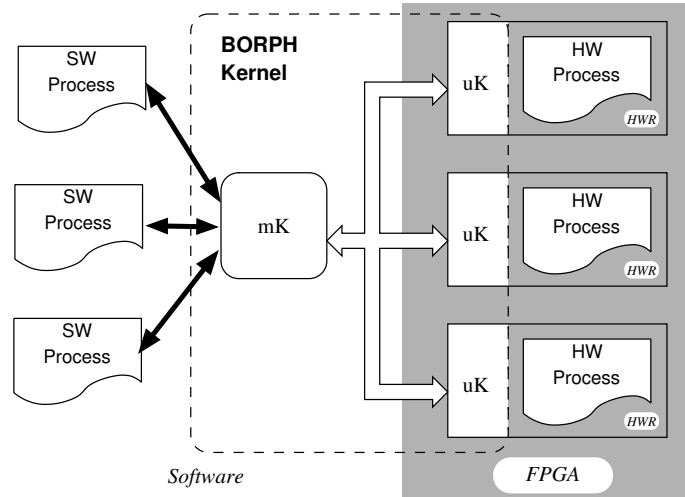 SW
Process
SW
Process
SW
Process
BORPH
Kernel
mK
uK
HW
Process
HWR
uK
HW
Process
HWR
uK
HW
Process
HWR
Software
FPGA